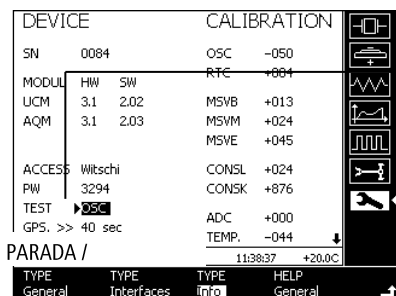 DEVICE CALIBRATION
SN 0084 OSC -050
RTC +004
MODUL HW SW
UCM 3.1 2.02 MSVB +013
AQM 3.1 2.03 MSVM +024
MSVE +045
ACCESS Witschi CONSL +024
PW 3294 CONSK +876
TEST OSC
ADC +000
GPS. >> 40 sec
TEMP. -044
PARADA /
11:38:37 +20.0C
TYPE TYPE TYPE HELP
General Interfaces Info General